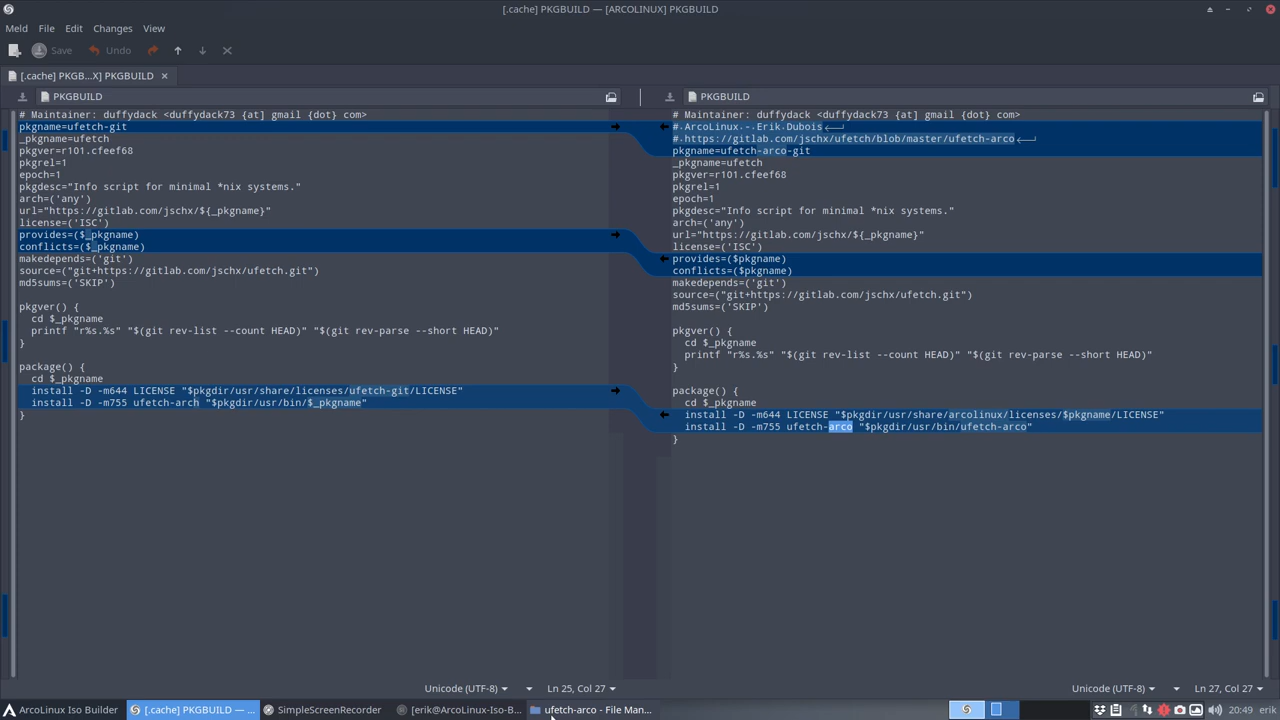 [.cache] PKGBUILD — [ARCOLINUX] PKGBUILD
Meld File Edit Changes View
Save Undo
[.cache] PKGB...X] PKGBUILD
PKGBUILD
# Maintainer: duffydack <duffydack73 {at] gmail {dot} com>
pkgname=ufetch-git
_pkgname=ufetch
pkgver=r101.cfeef68
pkgrel=1
epoch=1
pkgdesc="Info script for minimal *nix systems."
arch=('any')
url="https://gitlab.com/jschx/${_pkgname}"
license=('ISC')
provides=($_pkgname)
conflicts=($_pkgname)
makedepends=('git')
source=("git+https://gitlab.com/jschx/ufetch.git")
md5sums=('SKIP')
pkgver() {
cd $_pkgname
printf "r%s.%s" "$(git rev-list --count HEAD)" "$(git rev-parse --short HEAD)"
}
package() {
cd $_pkgname
install -D -m644 LICENSE "$pkgdir/usr/share/licenses/ufetch-git/LICENSE"
install -D -m755 ufetch-arch "$pkgdir/usr/bin/$_pkgname"
}
Unicode (UTF-8) Ln 25, Col 27
PKGBUILD
# Maintainer: duffydack <duffydack73 {at] gmail {dot} com>
#.ArcoLinux.-.Erik.Dubois
#.https://gitlab.com/jschx/ufetch/blob/master/ufetch-arco
pkgname=ufetch-arco-git
_pkgname=ufetch
pkgver=r101.cfeef68
pkgrel=1
epoch=1
pkgdesc="Info script for minimal *nix systems."
arch=('any')
url="https://gitlab.com/jschx/${_pkgname}"
license=('ISC')
provides=($pkgname)
conflicts=($pkgname)
makedepends=('git')
source=("git+https://gitlab.com/jschx/ufetch.git")
md5sums=('SKIP')
pkgver() {
cd $_pkgname
printf "r%s.%s" "$(git rev-list --count HEAD)" "$(git rev-parse --short HEAD)"
}
package() {
cd $_pkgname
install -D -m644 LICENSE "$pkgdir/usr/share/arcolinux/licenses/$pkgname/LICENSE"
install -D -m755 ufetch-arco "$pkgdir/usr/bin/ufetch-arco"
}
Unicode (UTF-8) Ln 27, Col 27
ArcoLinux Iso Builder [.cache] PKGBUILD — ... SimpleScreenRecorder [erik@ArcoLinux-Iso-B... ufetch-arco - File Man... 20:49 erik